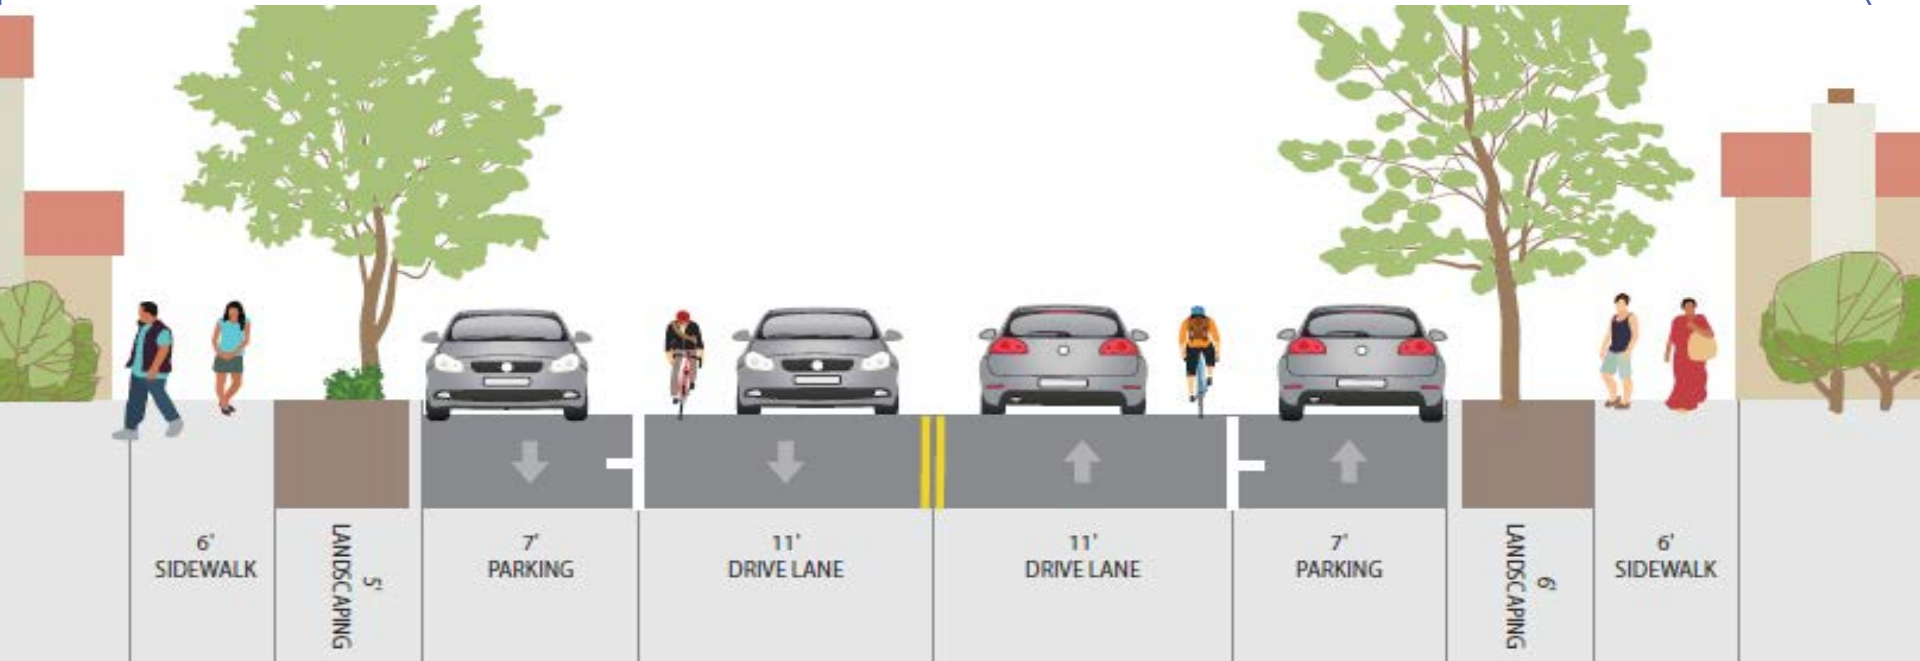 6'
SIDEWALK
5'
LANDSCAPING
7'
PARKING
11'
DRIVE LANE
11'
DRIVE LANE
7'
PARKING
6'
LANDSCAPING
6'
SIDEWALK